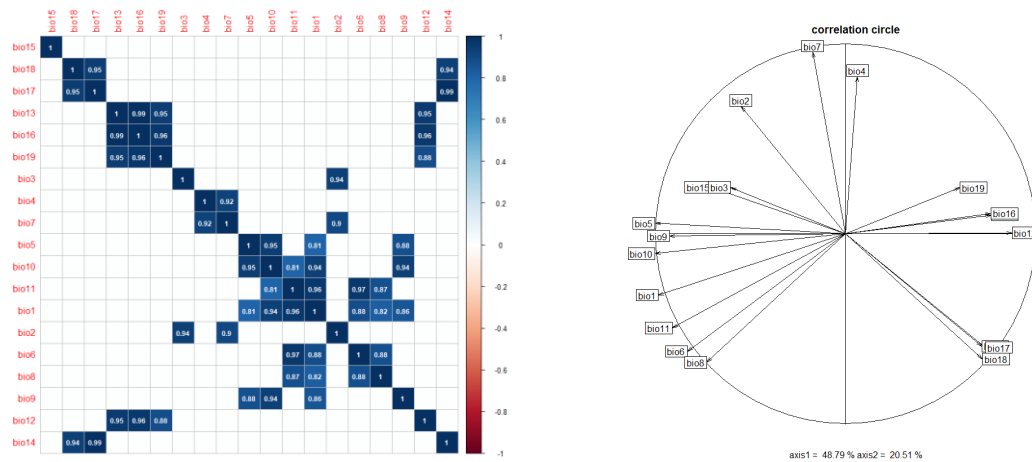 bio15 bio18 bio17 bio13 bio16 bio19 bio3 bio4 bio7 bio5 bio10 bio11 bio1 bio2 bio6 bio8 bio9 bio12 bio14
bio15 1
bio18 1 0.95 0.94
bio17 0.95 1 0.99
bio13 1 0.99 0.95 0.95
bio16 0.99 1 0.96 0.96
bio19 0.95 0.96 1 0.88
bio3 1 0.94
bio4 1 0.92
bio7 0.92 1 0.9
bio5 1 0.95 0.81 0.88
bio10 0.95 1 0.81 0.94 0.94
bio11 0.81 1 0.96 0.97 0.87
bio1 0.81 0.94 0.96 1 0.88 0.82 0.86
bio2 0.94 0.9 1
bio6 0.97 0.88 1 0.88
bio8 0.87 0.82 0.88 1
bio9 0.88 0.94 0.86 1
bio12 0.95 0.96 0.88 1
bio14 0.94 0.99 1
1
0.8
0.6
0.4
0.2
0
-0.2
-0.4
-0.6
-0.8
-1
correlation circle
bio7
bio4
bio2
bio15 bio3
bio19
bio16
bio5
bio9
bio10
bio1
bio11
bio6
bio8
bio17
bio18
axis1 = 48.79 % axis2 = 20.51 %